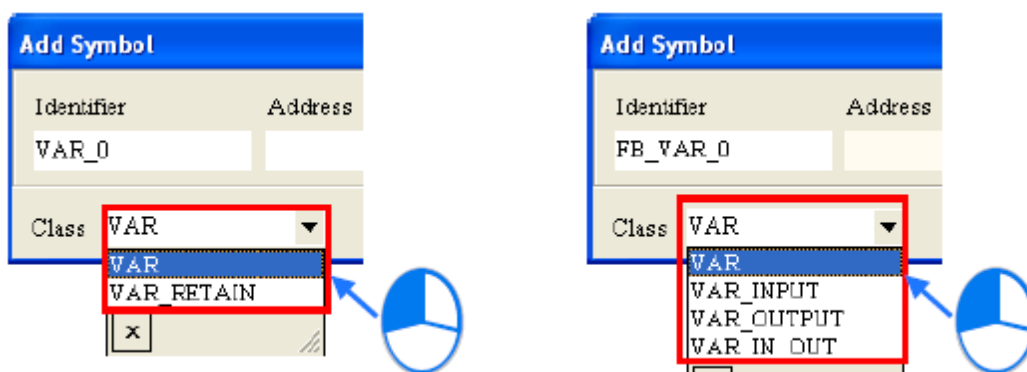 Add Symbol
Identifier Address
VAR_0
Class VAR
VAR
VAR_RETAIN
x
Add Symbol
Identifier Address
FB_VAR_0
Class VAR
VAR
VAR_INPUT
VAR_OUTPUT
VAR_IN_OUT